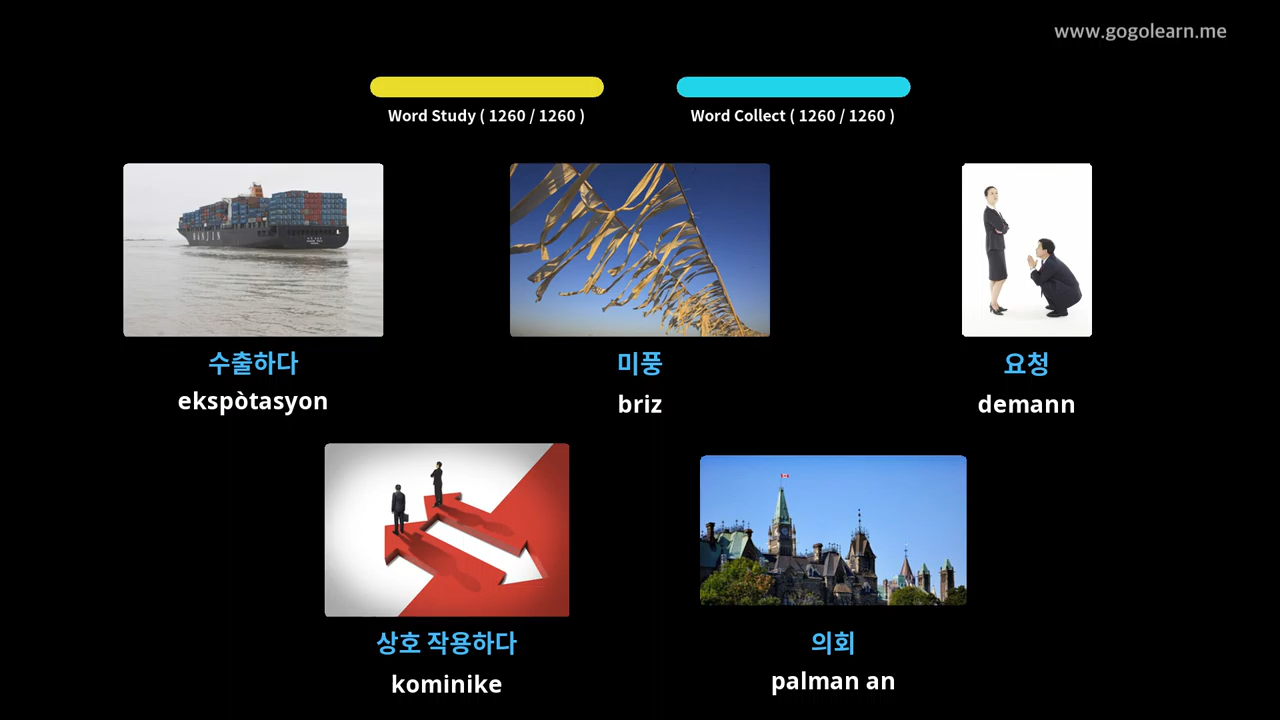 www.gogolearn.me
Word Study ( 1260 / 1260 )
Word Collect ( 1260 / 1260 )
HANJIN
수출하다
미풍
요청
ekspòtasyon
briz
demann
상호 작용하다
의회
kominike
palman an